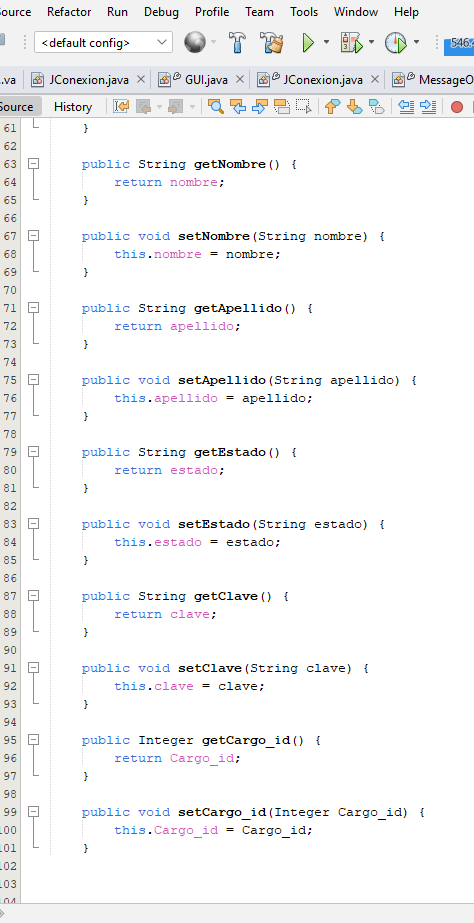 ource Refactor Run Debug Profile Team Tools Window Help
<default config> 546,
.va JConexion.java GUI.java JConexion.java MessageO
Source History
61 }
62
63 public String getNombre() {
64 return nombre;
65 }
66
67 public void setNombre(String nombre) {
68 this.nombre = nombre;
69 }
70
71 public String getApellido() {
72 return apellido;
73 }
74
75 public void setApellido(String apellido) {
76 this.apellido = apellido;
77 }
78
79 public String getEstado() {
80 return estado;
81 }
82
83 public void setEstado(String estado) {
84 this.estado = estado;
85 }
86
87 public String getClave() {
88 return clave;
89 }
90
91 public void setClave(String clave) {
92 this.clave = clave;
93 }
94
95 public Integer getCargo_id() {
96 return Cargo_id;
97 }
98
99 public void setCargo_id(Integer Cargo_id) {
100 this.Cargo_id = Cargo_id;
101 }
102
103
104